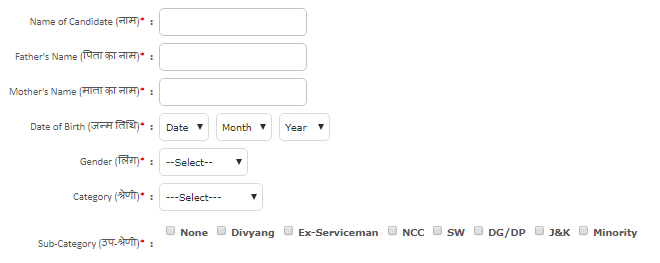 Name of Candidate (नाम)* :
Father's Name (पिता का नाम)* :
Mother's Name (माता का नाम)* :
Date of Birth (जन्म तिथि)* : Date Month Year
Gender (लिंग)* : --Select--
Category (श्रेणी)* : ---Select---
Sub-Category (उप-श्रेणी)* : None Divyang Ex-Serviceman NCC SW DG/DP J&K Minority